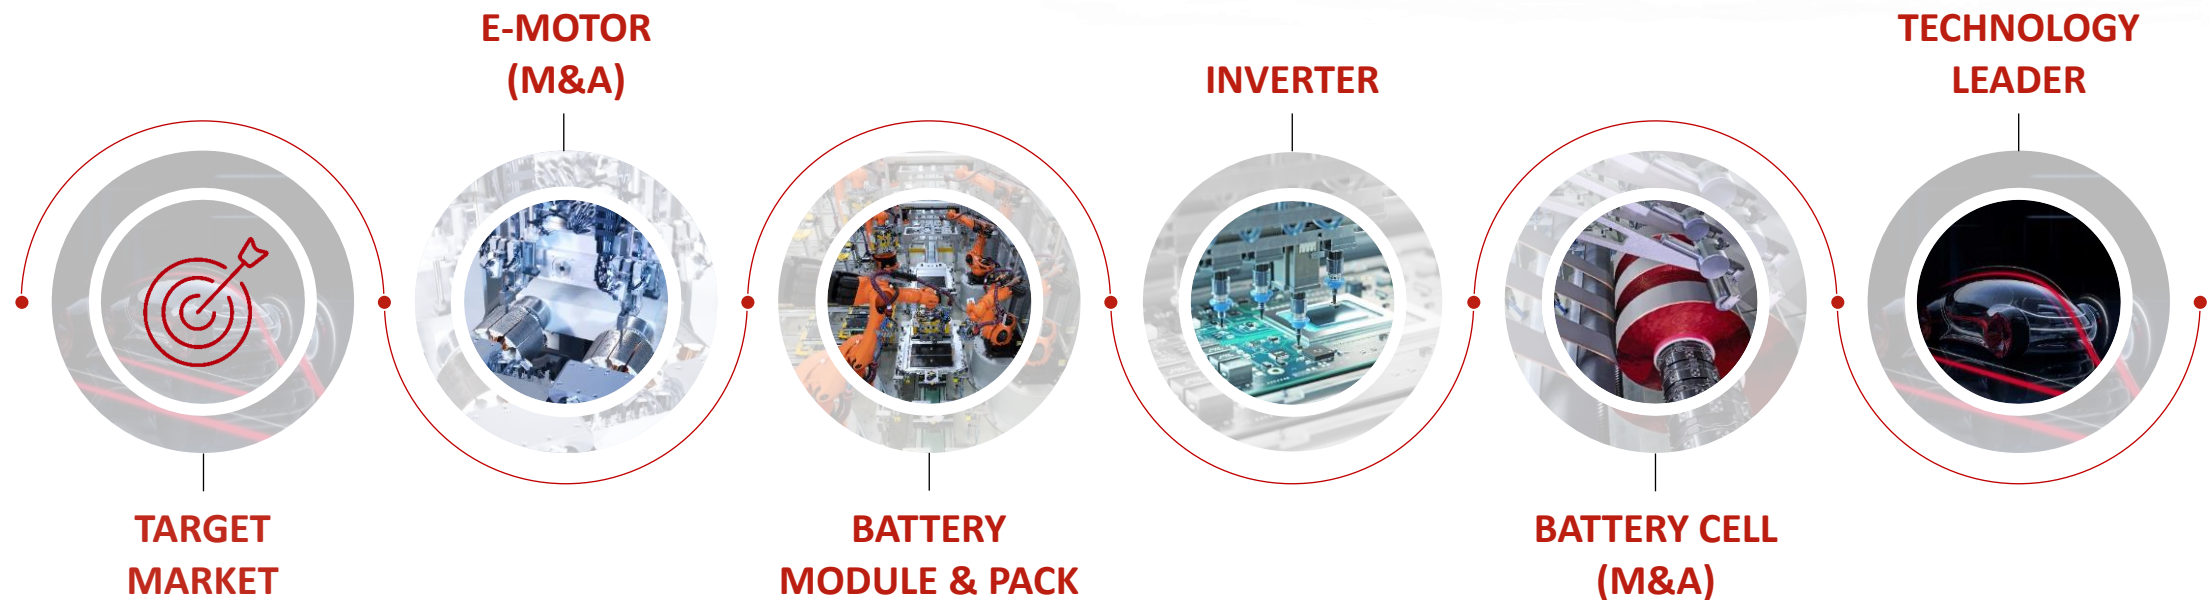 TARGET
MARKET
E-MOTOR
(M&A)
BATTERY
MODULE & PACK
INVERTER
BATTERY CELL
(M&A)
TECHNOLOGY
LEADER